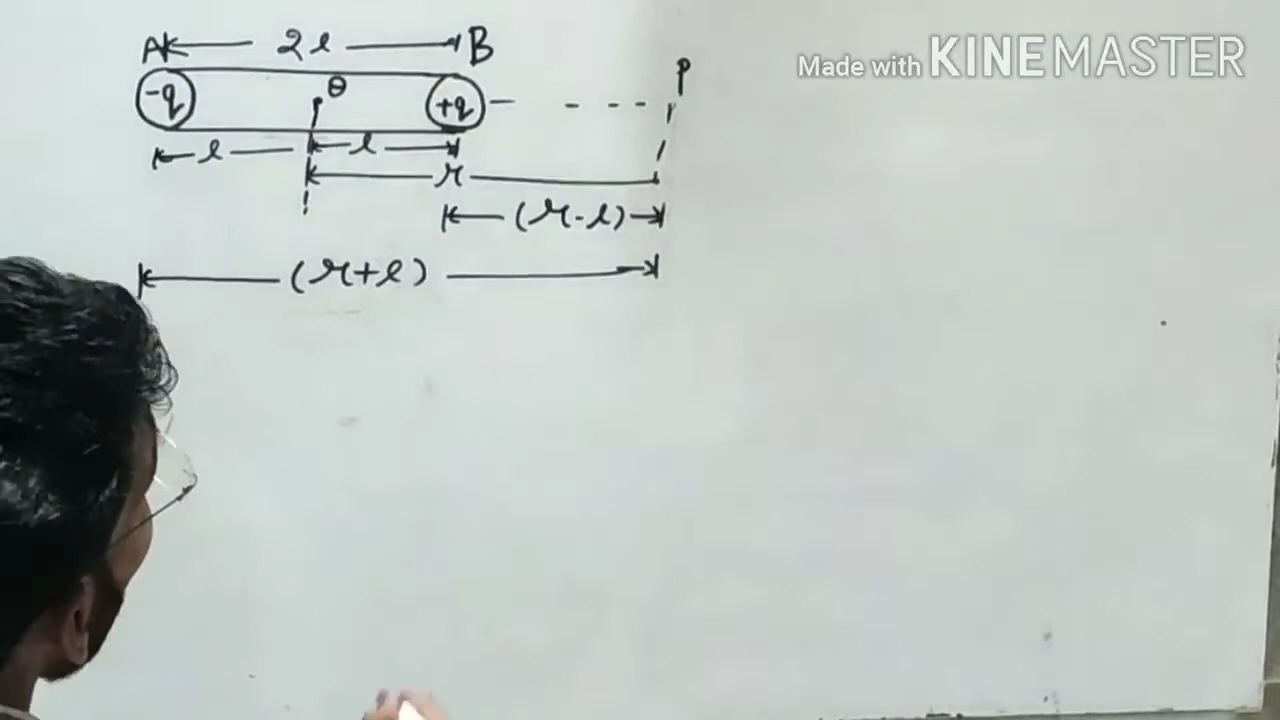 A 2l B
Made with KINEMASTER
P
-q θ +q
l l
r
(r-l)
(r+l)